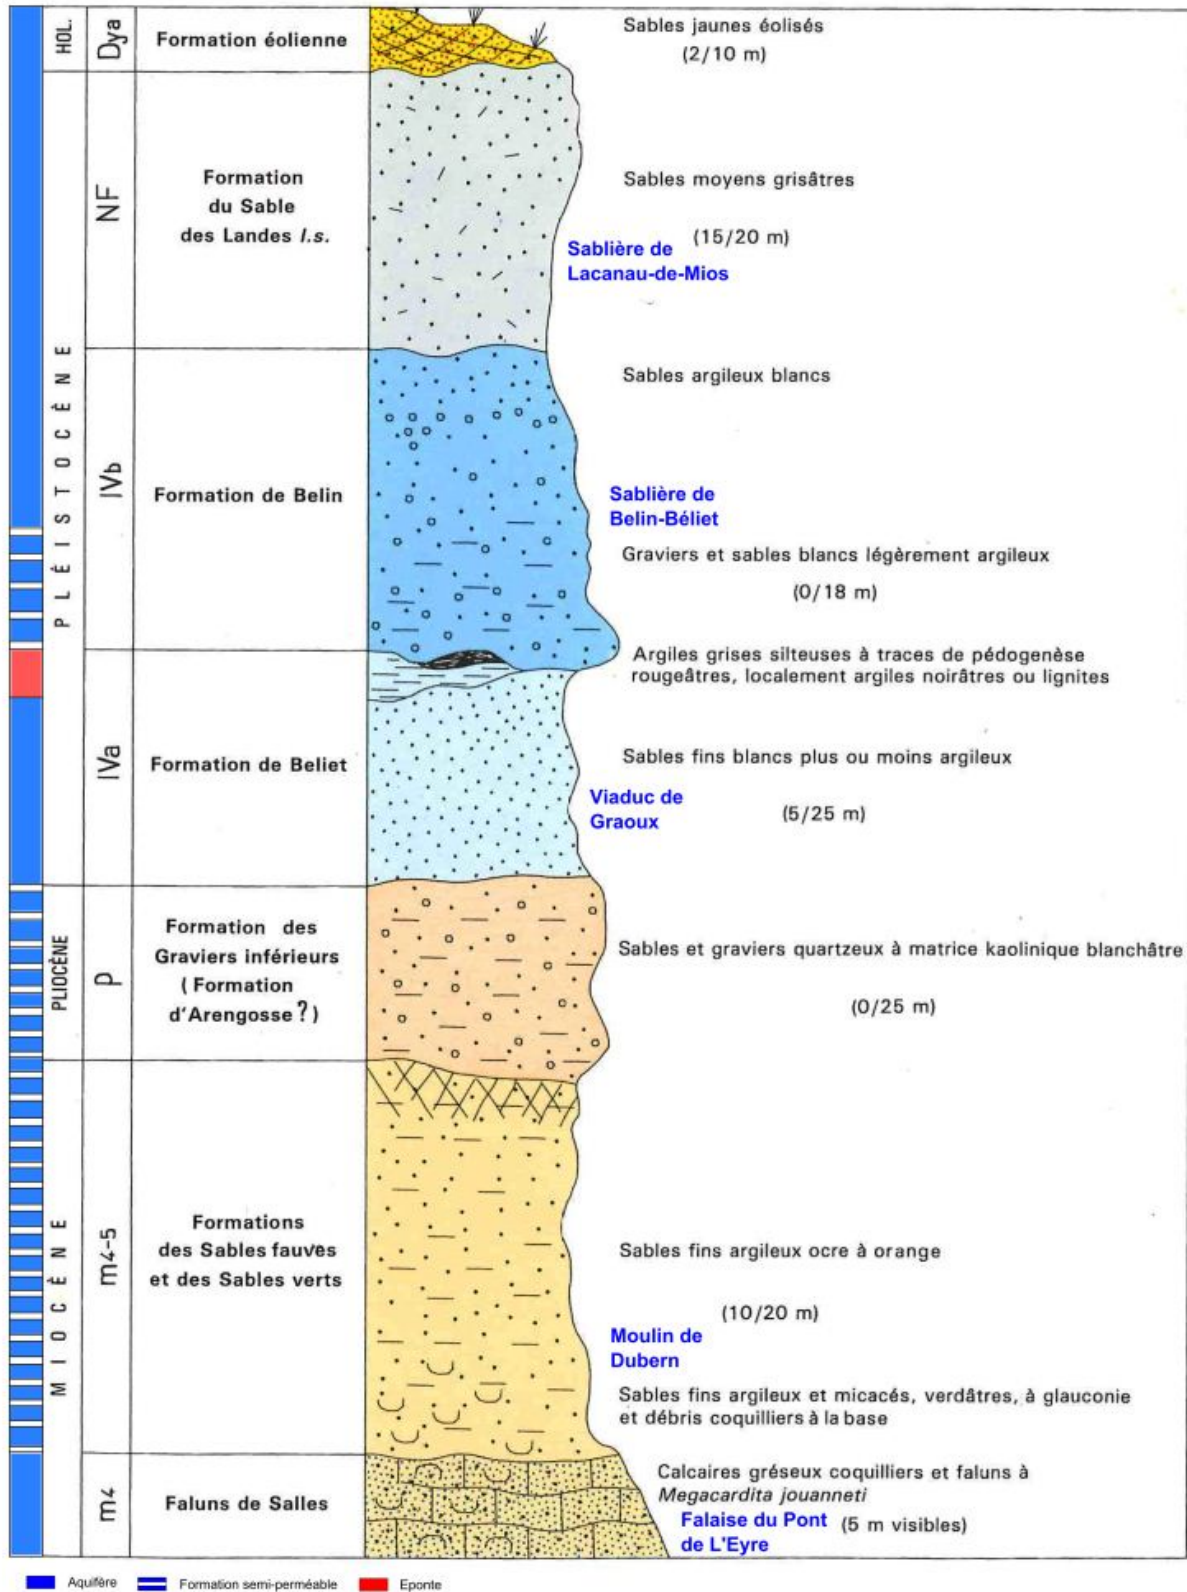 HOL.
Dya
Formation éolienne
Sables jaunes éolisés
(2/10 m)
PLÉISTOCÈNE
NF
Formation
du Sable
des Landes l.s.
Sables moyens grisâtres
(15/20 m)
Sablière de
Lacanau-de-Mios
IVb
Formation de Belin
Sables argileux blancs
Sablière de
Belin-Béliet
Graviers et sables blancs légèrement argileux
(0/18 m)
Argiles grises silteuses à traces de pédogenèse
rougeâtres, localement argiles noirâtres ou lignites
IVa
Formation de Beliet
Sables fins blancs plus ou moins argileux
Viaduc de
Graoux
(5/25 m)
PLIOCÈNE
p
Formation des
Graviers inférieurs
( Formation
d'Arengosse ? )
Sables et graviers quartzeux à matrice kaolinique blanchâtre
(0/25 m)
MIOCÈNE
m4-5
Formations
des Sables fauves
et des Sables verts
Sables fins argileux ocre à orange
(10/20 m)
Moulin de
Dubern
Sables fins argileux et micacés, verdâtres, à glauconie
et débris coquilliers à la base
m4
Faluns de Salles
Calcaires gréseux coquilliers et faluns à
Megacardita jouanneti
Falaise du Pont
de L'Eyre
(5 m visibles)
Aquifère
Formation semi-perméable
Eponte